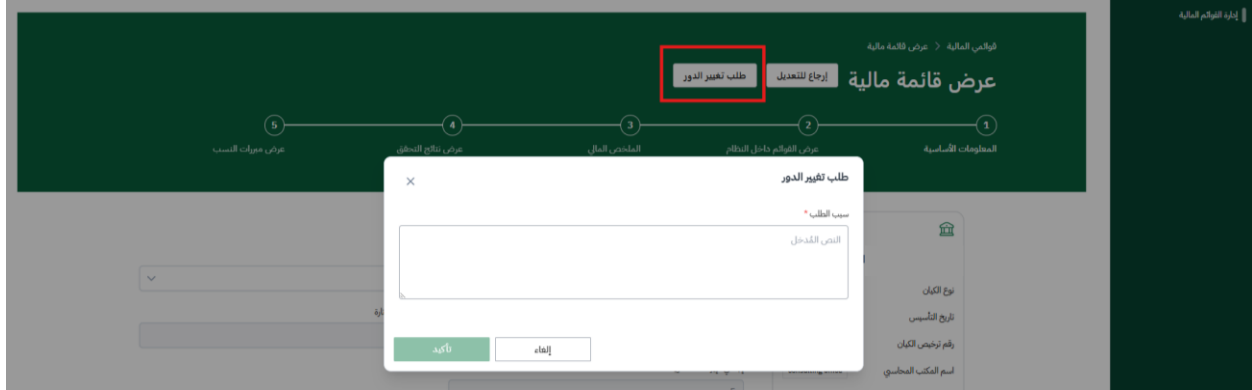 إدارة القوائم المالية
قوائمي المالية > عرض قائمة مالية
عرض قائمة مالية
إرجاع للتعديل
طلب تغيير الدور
1
2
3
4
5
المعلومات الأساسية
عرض القوائم داخل النظام
الملخص المالي
عرض نتائج التحقق
عرض مبررات النسب
طلب تغيير الدور
سبب الطلب *
النص المُدخل
إلغاء
تأكيد
نوع الكيان
تاريخ التأسيس
رقم ترخيص الكيان
اسم المكتب المحاسبي